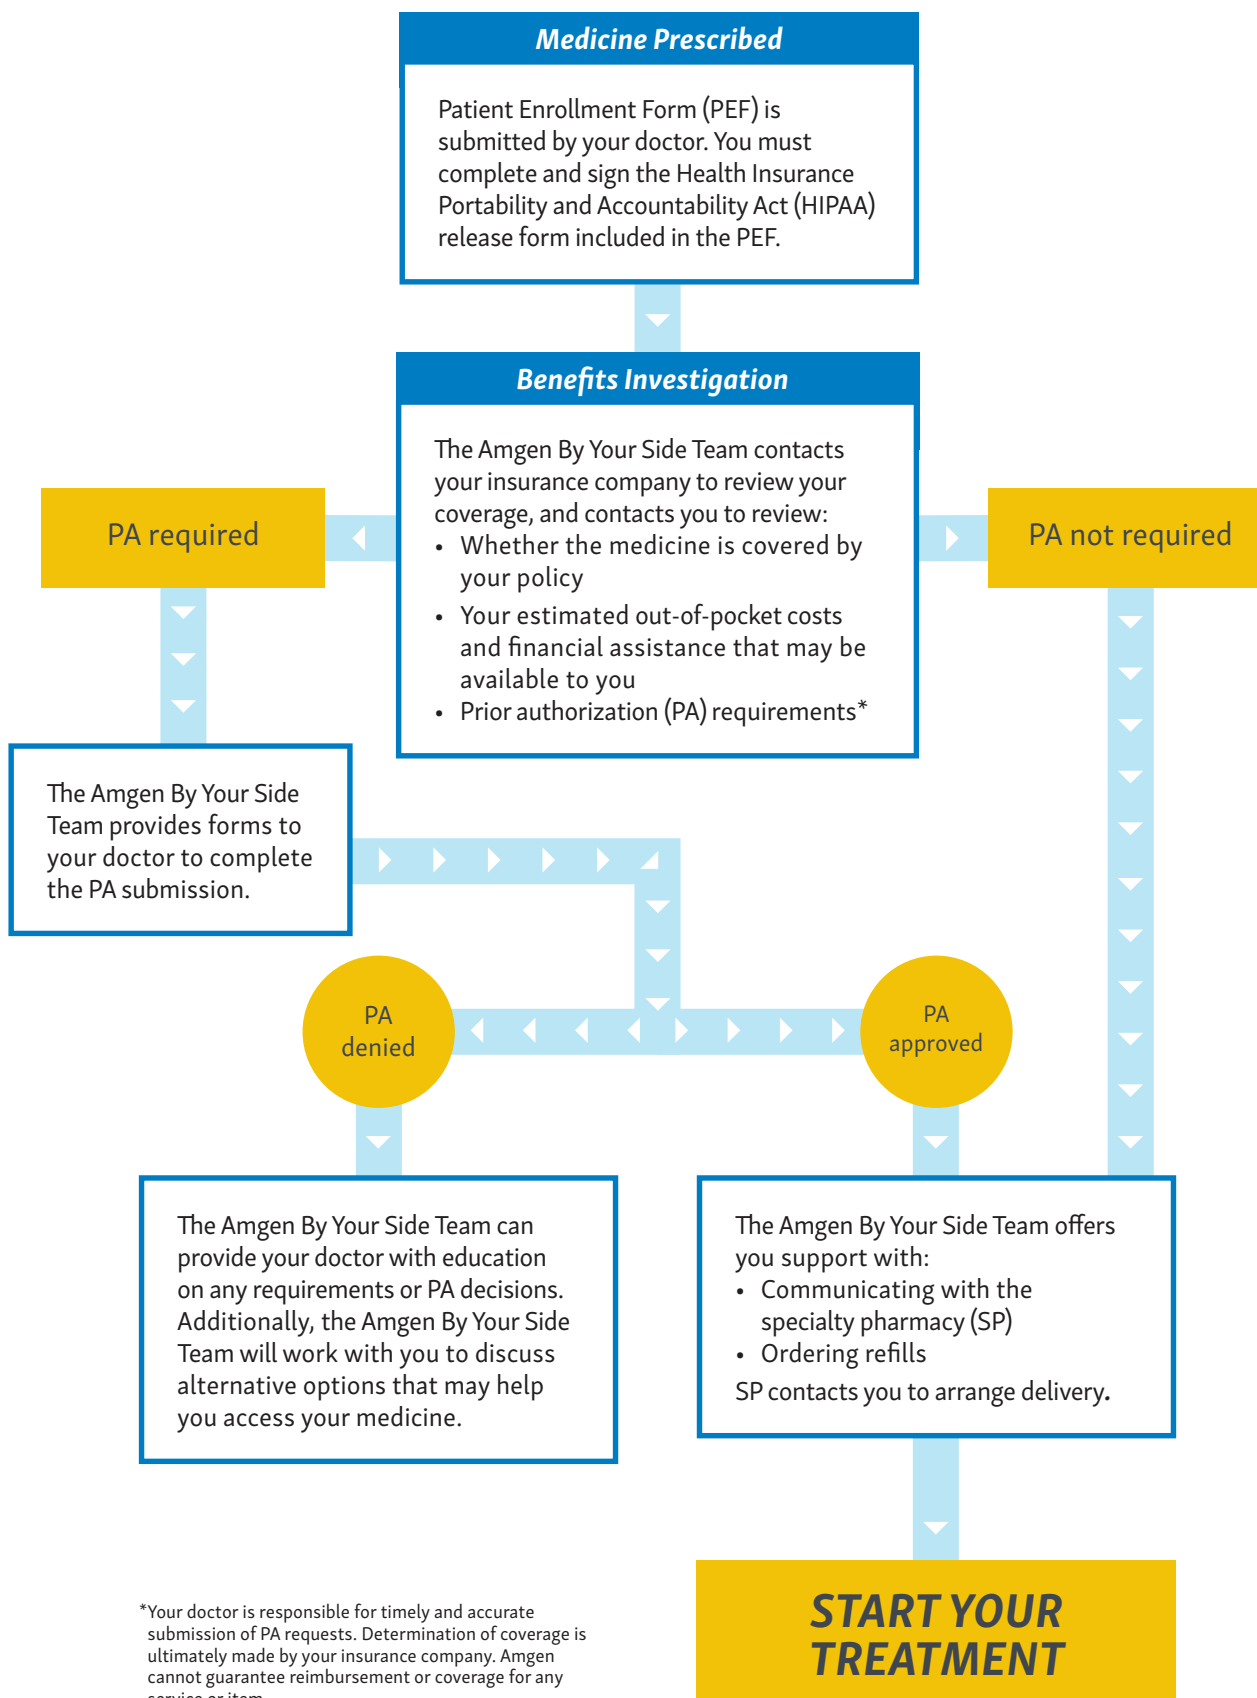 Medicine Prescribed
Patient Enrollment Form (PEF) is
submitted by your doctor. You must
complete and sign the Health Insurance
Portability and Accountability Act (HIPAA)
release form included in the PEF.
Benefits Investigation
The Amgen By Your Side Team contacts
your insurance company to review your
coverage, and contacts you to review:
• Whether the medicine is covered by
your policy
• Your estimated out-of-pocket costs
and financial assistance that may be
available to you
• Prior authorization (PA) requirements*
PA required
PA not required
The Amgen By Your Side
Team provides forms to
your doctor to complete
the PA submission.
PA
denied
PA
approved
The Amgen By Your Side Team can
provide your doctor with education
on any requirements or PA decisions.
Additionally, the Amgen By Your Side
Team will work with you to discuss
alternative options that may help
you access your medicine.
The Amgen By Your Side Team offers
you support with:
• Communicating with the
specialty pharmacy (SP)
• Ordering refills
SP contacts you to arrange delivery.
START YOUR
TREATMENT
*Your doctor is responsible for timely and accurate
submission of PA requests. Determination of coverage is
ultimately made by your insurance company. Amgen
cannot guarantee reimbursement or coverage for any
service or item